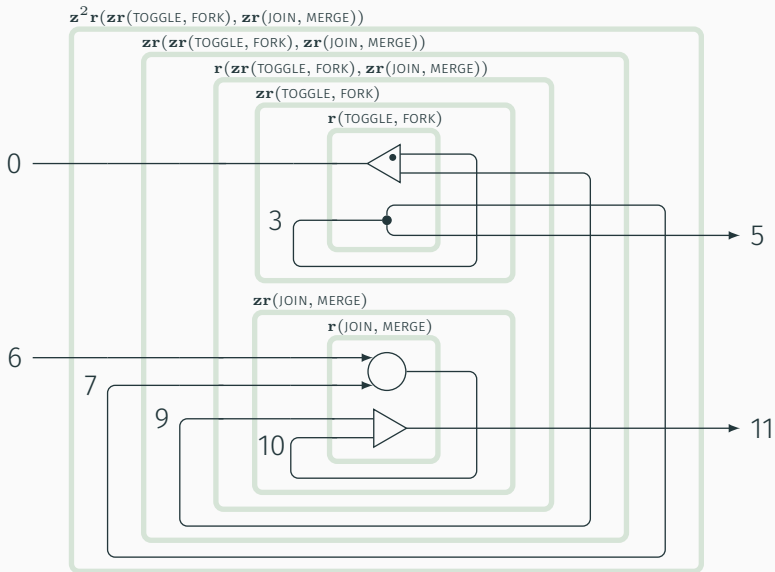 z²r(zr(TOGGLE, FORK), zr(JOIN, MERGE))
zr(zr(TOGGLE, FORK), zr(JOIN, MERGE))
r(zr(TOGGLE, FORK), zr(JOIN, MERGE))
zr(TOGGLE, FORK)
r(TOGGLE, FORK)
0
3
5
zr(JOIN, MERGE)
r(JOIN, MERGE)
6
7
9
10
11